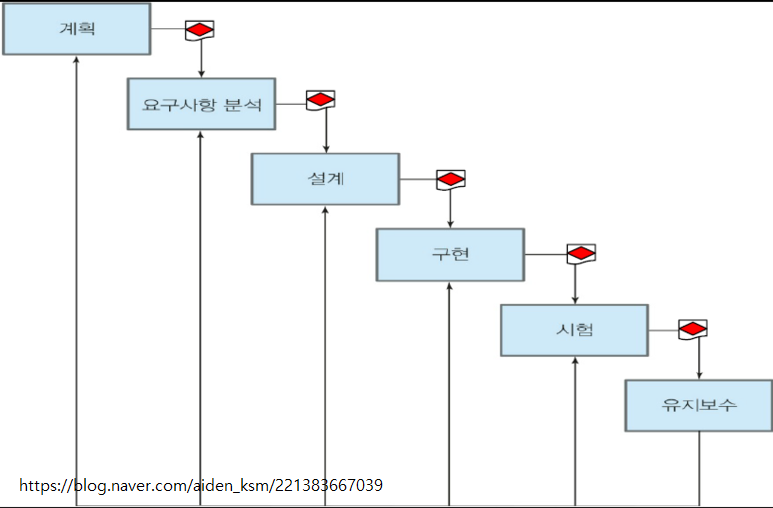 계획
요구사항 분석
설계
구현
시험
유지보수
https://blog.naver.com/aiden_ksm/221383667039